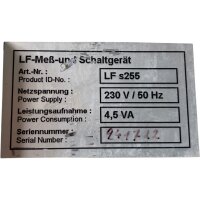 LF-Meß-und Schaltgerät
Art.-Nr.:
Product ID-No.: LF s255
Netzspannung:
Power Supply: 230 V / 50 Hz
Leistungsaufnahme:
Power Consumption: 4,5 VA
Seriennummer
Serial Number: